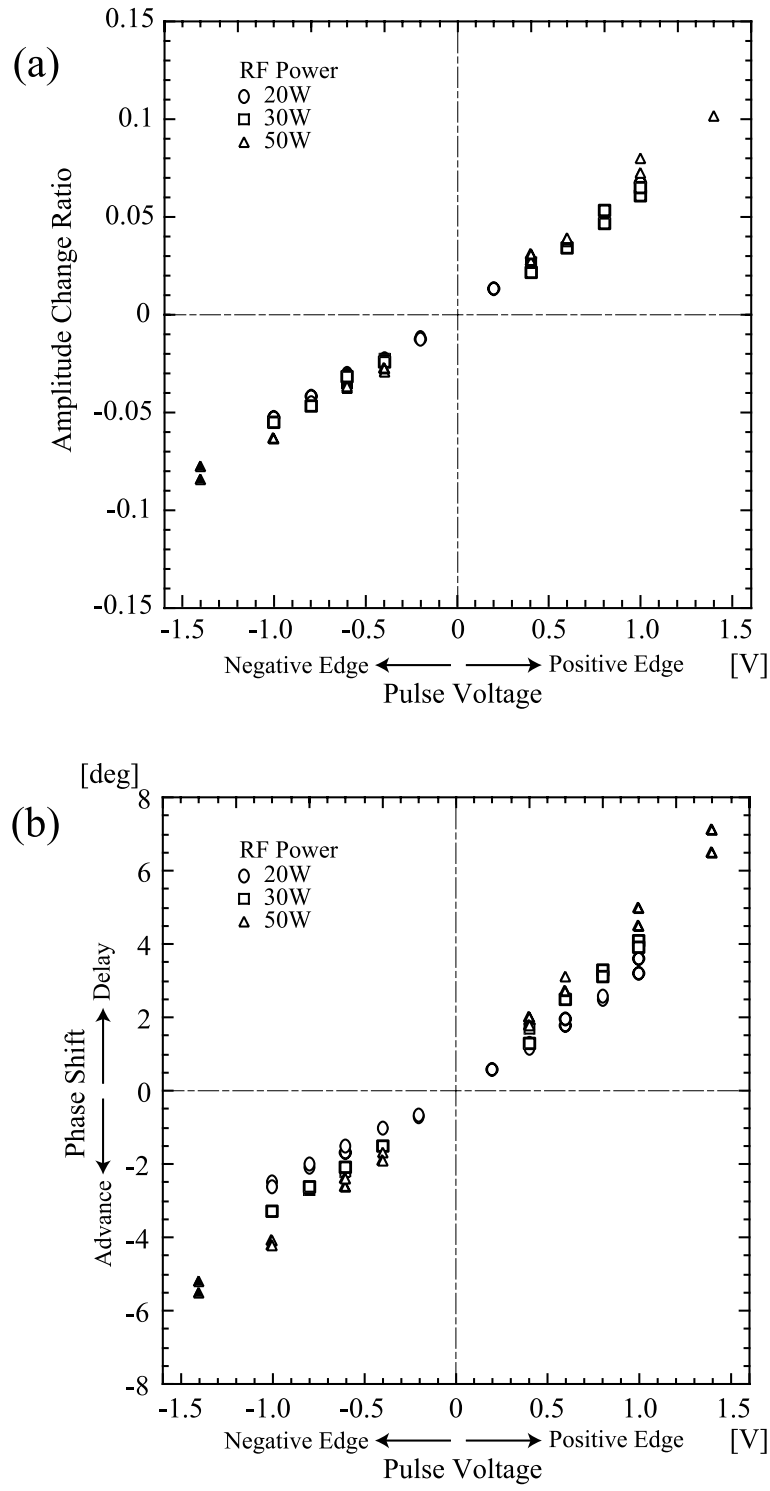 (a)
RF Power
20W
30W
50W
Amplitude Change Ratio
0.15
0.1
0.05
0
-0.05
-0.1
-0.15
-1.5 -1.0 -0.5 0 0.5 1.0 1.5
Negative Edge Positive Edge [V]
Pulse Voltage
[deg]
(b)
RF Power
20W
30W
50W
Phase Shift
Delay
Advance
8
6
4
2
0
-2
-4
-6
-8
-1.5 -1.0 -0.5 0 0.5 1.0 1.5
Negative Edge Positive Edge [V]
Pulse Voltage